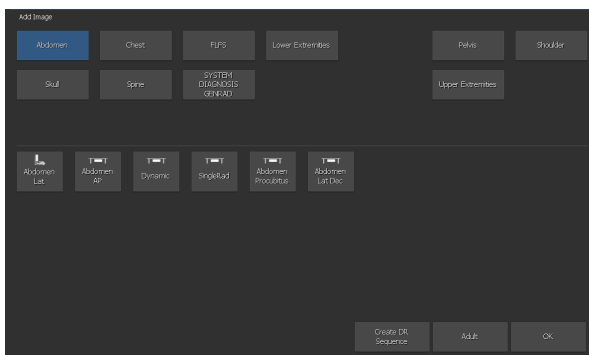 Add Image
Abdomen
Chest
FLFS
Lower Extremities
Pelvis
Shoulder
Skull
Spine
SYSTEM
DIAGNOSIS
GENRAD
Upper Extremities
Abdomen
Lat
Abdomen
AP
Dynamic
SingleRad
Abdomen
Procubitus
Abdomen
Lat Dec
Create DR
Sequence
Adult
OK